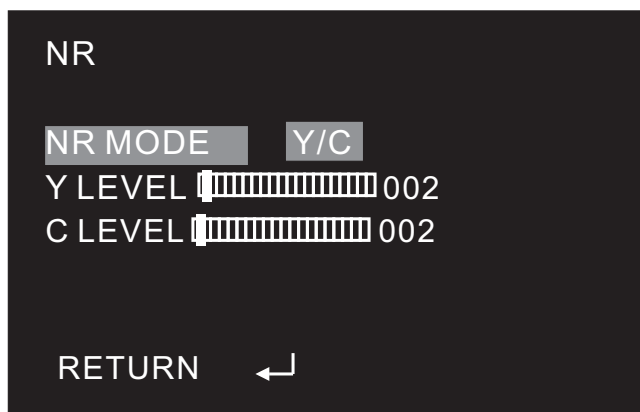 NR
NR MODE Y/C
Y LEVEL 002
C LEVEL 002
RETURN